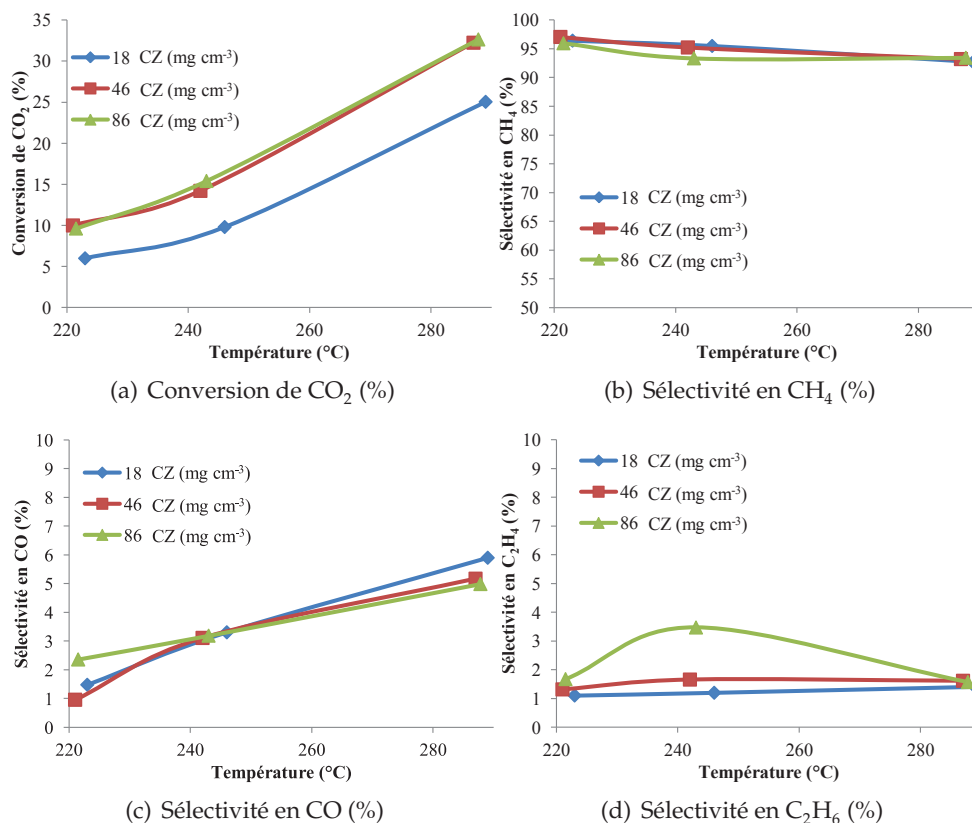 35
30
25
20
15
10
5
0
Conversion de CO₂ (%)
18 CZ (mg cm⁻³)
46 CZ (mg cm⁻³)
86 CZ (mg cm⁻³)
220 240 260 280
Température (°C)
(a) Conversion de CO₂ (%)
100
95
90
85
80
75
70
65
60
55
50
Sélectivité en CH₄ (%)
18 CZ (mg cm⁻³)
46 CZ (mg cm⁻³)
86 CZ (mg cm⁻³)
220 240 260 280
Température (°C)
(b) Sélectivité en CH₄ (%)
10
9
8
7
6
5
4
3
2
1
0
Sélectivité en CO (%)
18 CZ (mg cm⁻³)
46 CZ (mg cm⁻³)
86 CZ (mg cm⁻³)
220 240 260 280
Température (°C)
(c) Sélectivité en CO (%)
10
9
8
7
6
5
4
3
2
1
0
Sélectivité en C₂H₄ (%)
18 CZ (mg cm⁻³)
46 CZ (mg cm⁻³)
86 CZ (mg cm⁻³)
220 240 260 280
Température (°C)
(d) Sélectivité en C₂H₆ (%)